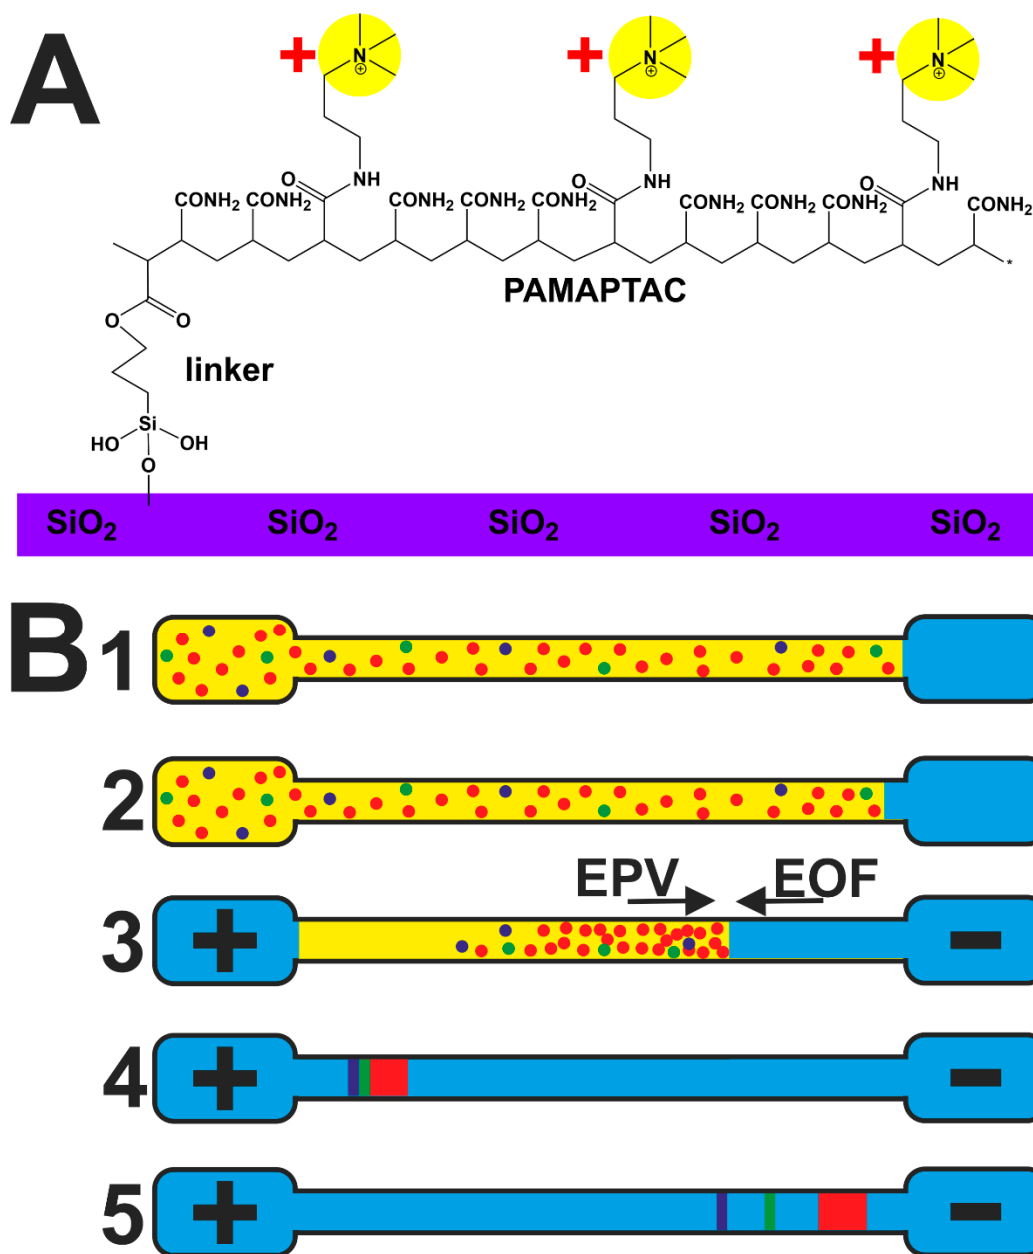 A
+ + +
N N N
⊕ ⊕ ⊕
O NH O NH O NH
CONH2 CONH2 CONH2 CONH2 CONH2 CONH2 CONH2 CONH2 CONH2
*
PAMAPTAC
O O
linker
Si
HO OH
O
SiO2 SiO2 SiO2 SiO2 SiO2
B
1
2
EPV EOF
3 + −
4 + −
5 + −